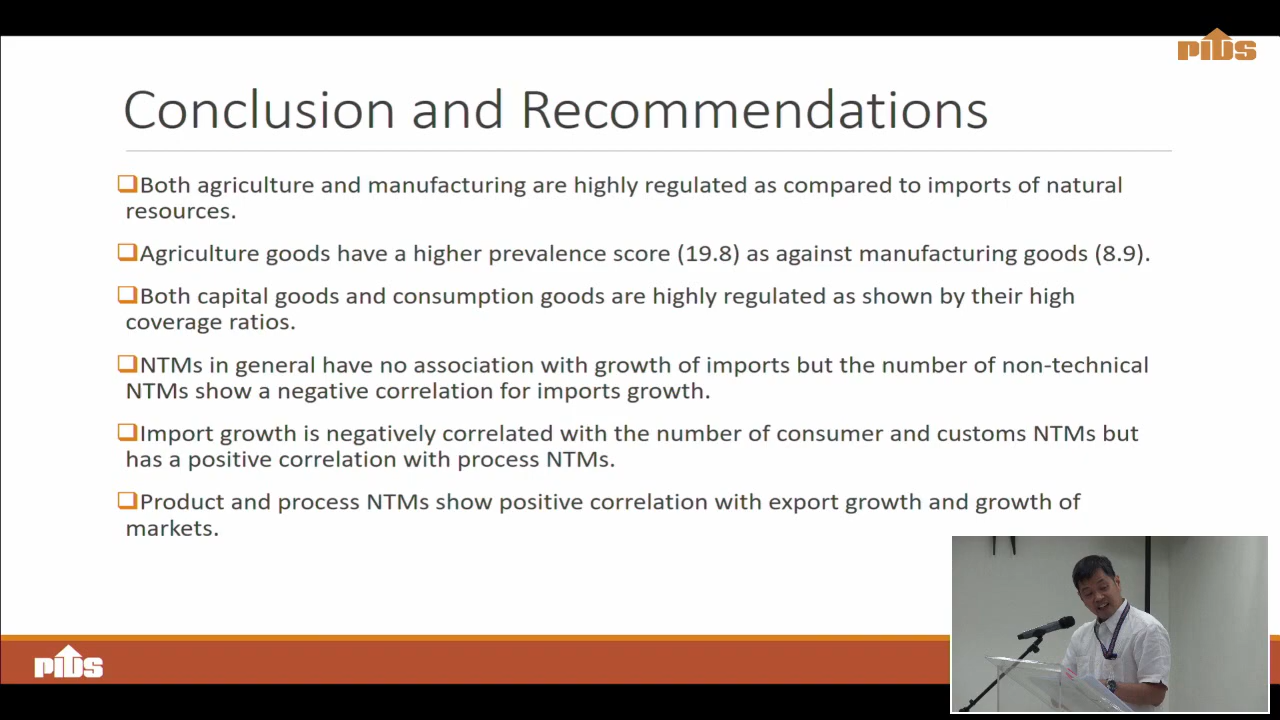 PIDS
Conclusion and Recommendations
❑Both agriculture and manufacturing are highly regulated as compared to imports of natural
resources.
❑Agriculture goods have a higher prevalence score (19.8) as against manufacturing goods (8.9).
❑Both capital goods and consumption goods are highly regulated as shown by their high
coverage ratios.
❑NTMs in general have no association with growth of imports but the number of non-technical
NTMs show a negative correlation for imports growth.
❑Import growth is negatively correlated with the number of consumer and customs NTMs but
has a positive correlation with process NTMs.
❑Product and process NTMs show positive correlation with export growth and growth of
markets.
PIDS